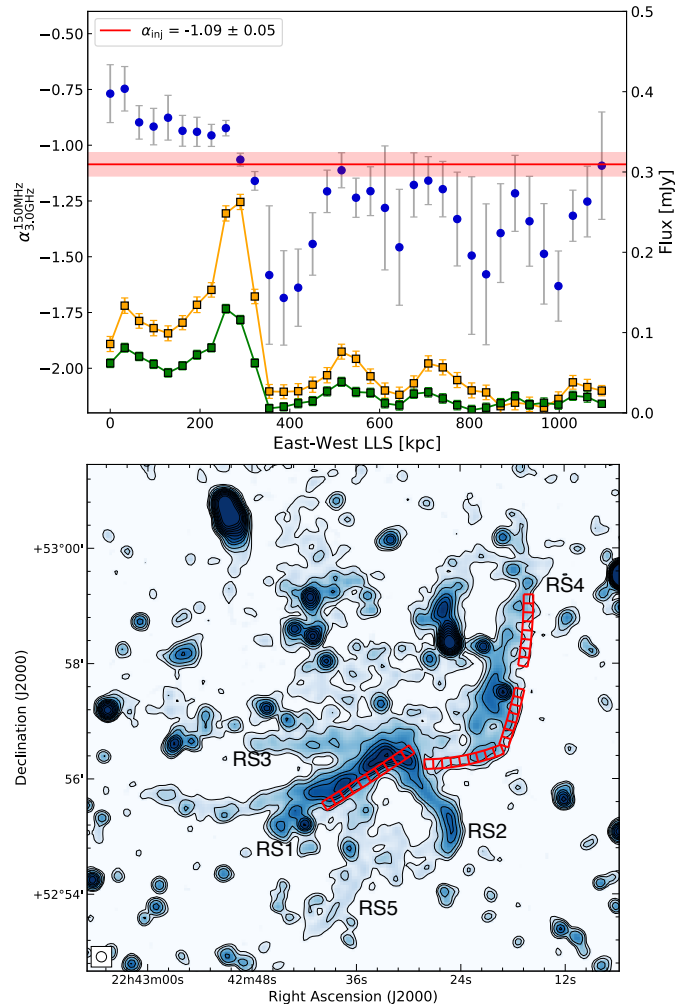 α_inj = -1.09 ± 0.05
−0.50
−0.75
−1.00
−1.25
−1.50
−1.75
−2.00
α^{150MHz}_{3.0GHz}
0.5
0.4
0.3
0.2
0.1
0.0
Flux [mJy]
0 200 400 600 800 1000
East-West LLS [kpc]
+53°00'
58'
56'
+52°54'
Declination (J2000)
RS4
RS3
RS1
RS2
RS5
22h43m00s 42m48s 36s 24s 12s
Right Ascension (J2000)